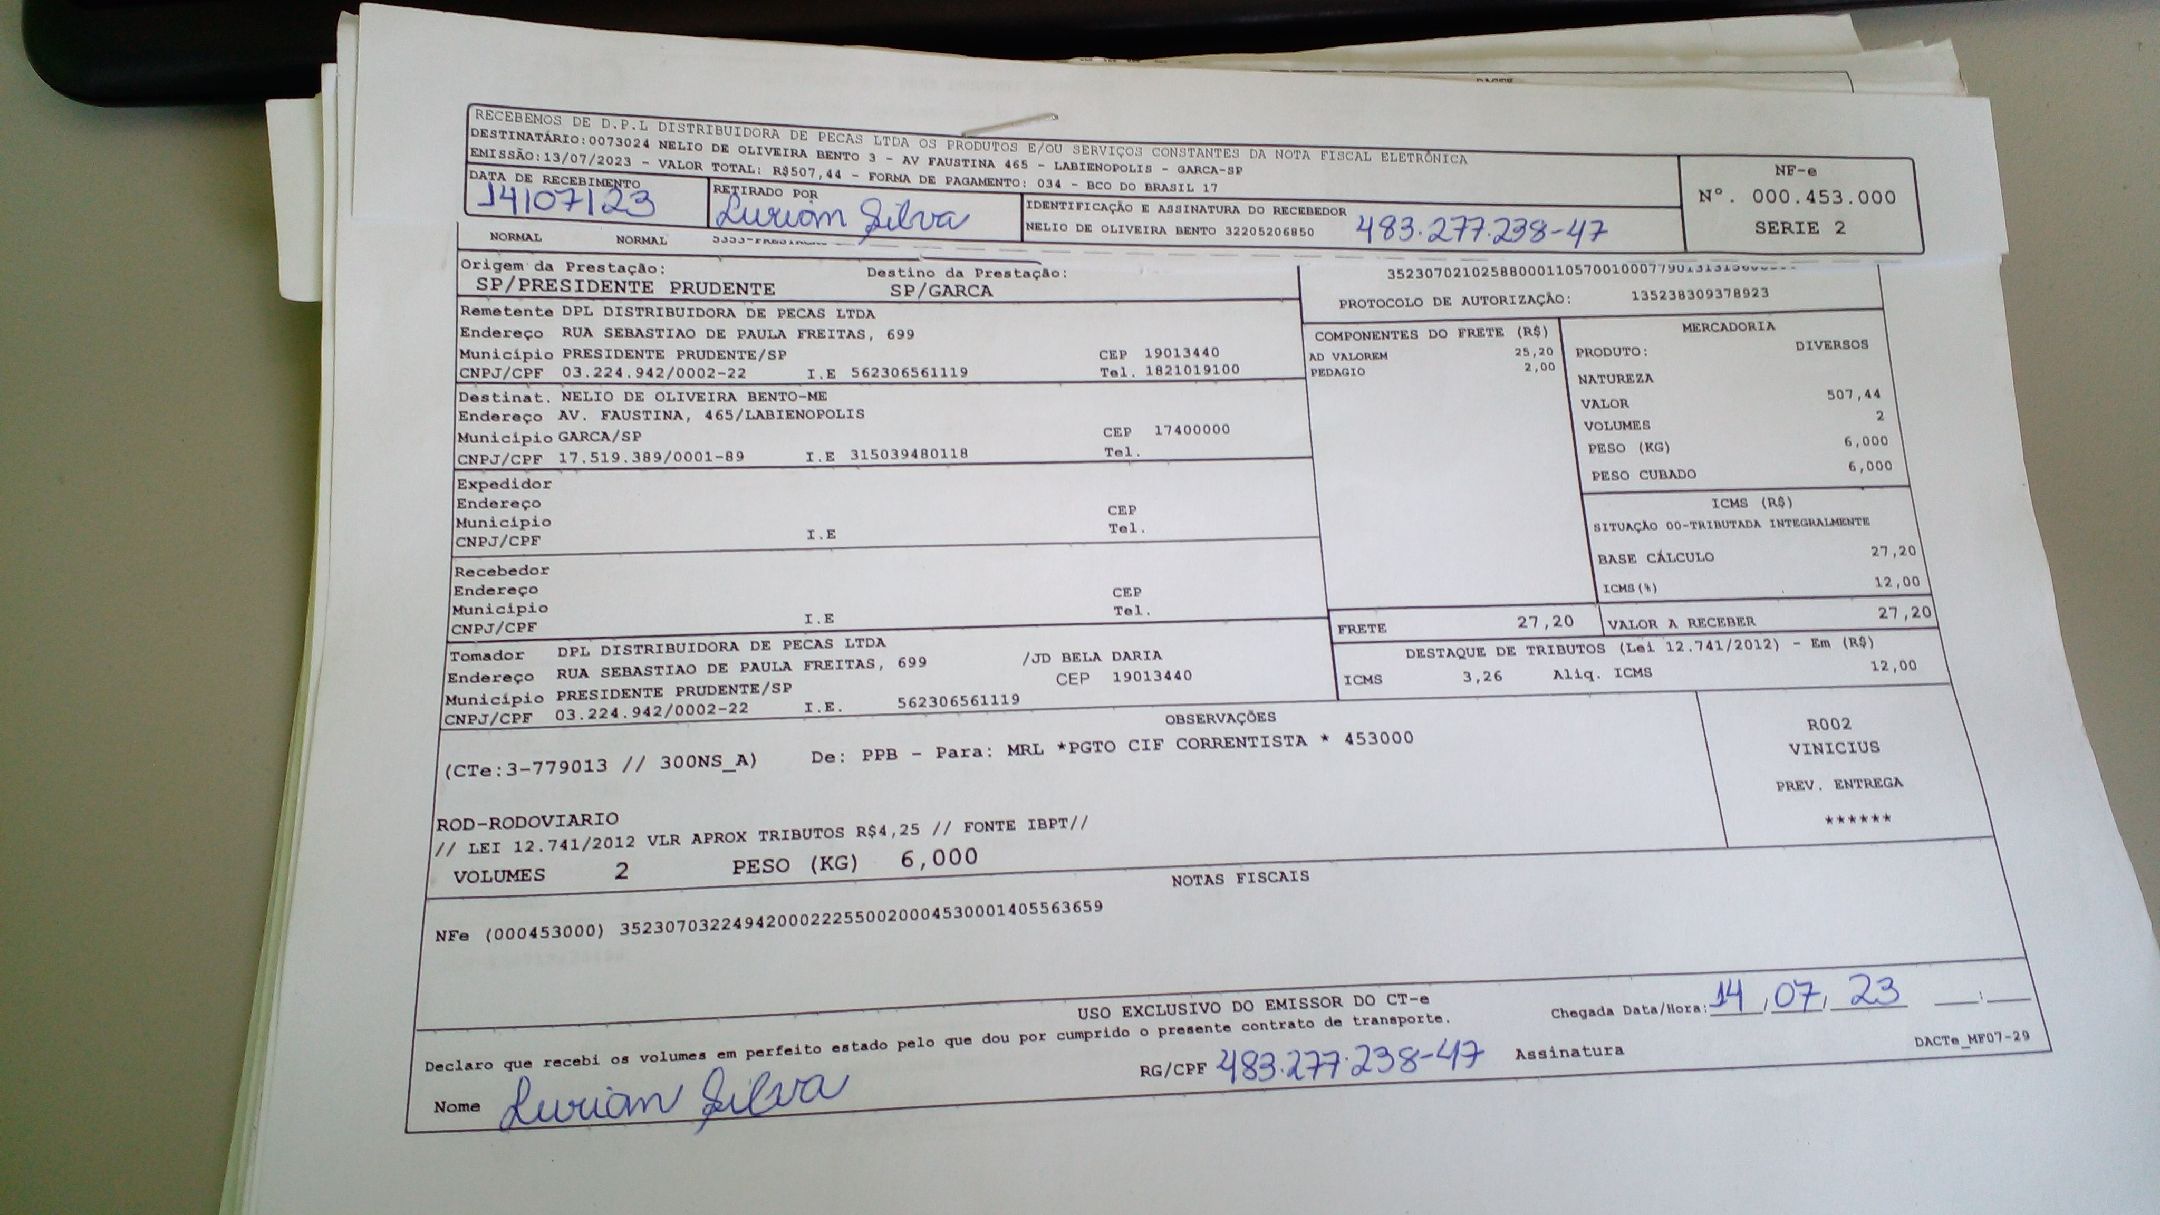 RECEBEMOS DE D.P.L DISTRIBUIDORA DE PECAS LTDA OS PRODUTOS E/OU SERVIÇOS CONSTANTES DA NOTA FISCAL ELETRÔNICA
DESTINATÁRIO:0073024 NELIO DE OLIVEIRA BENTO 3 - AV FAUSTINA 465 - LABIENOPOLIS - GARCA-SP
EMISSÃO:13/07/2023 - VALOR TOTAL: R$507,44 - FORMA DE PAGAMENTO: 034 - BCO DO BRASIL 17
NF-e
Nº. 000.453.000
SERIE 2
DATA DE RECEBIMENTO
14/07/23
RETIRADO POR
Lurian Silva
IDENTIFICAÇÃO E ASSINATURA DO RECEBEDOR
NELIO DE OLIVEIRA BENTO 32205206850
483.277.238-47
NORMAL NORMAL
Origem da Prestação: Destino da Prestação:
SP/PRESIDENTE PRUDENTE SP/GARCA
PROTOCOLO DE AUTORIZAÇÃO: 135238309378923
Remetente DPL DISTRIBUIDORA DE PECAS LTDA
Endereço RUA SEBASTIAO DE PAULA FREITAS, 699
Município PRESIDENTE PRUDENTE/SP CEP 19013440
CNPJ/CPF 03.224.942/0002-22 I.E 562306561119 Tel. 1821019100
Destinat. NELIO DE OLIVEIRA BENTO-ME
Endereço AV. FAUSTINA, 465/LABIENOPOLIS
Município GARCA/SP CEP 17400000
CNPJ/CPF 17.519.389/0001-89 I.E 315039480118 Tel.
Expedidor
Endereço
Município CEP
CNPJ/CPF I.E Tel.
Recebedor
Endereço
Município CEP
CNPJ/CPF I.E Tel.
Tomador DPL DISTRIBUIDORA DE PECAS LTDA
Endereço RUA SEBASTIAO DE PAULA FREITAS, 699 /JD BELA DARIA
Município PRESIDENTE PRUDENTE/SP CEP 19013440
CNPJ/CPF 03.224.942/0002-22 I.E. 562306561119
COMPONENTES DO FRETE (R$)
AD VALOREM 25,20
PEDAGIO 2,00
MERCADORIA
PRODUTO: DIVERSOS
NATUREZA
VALOR 507,44
VOLUMES 2
PESO (KG) 6,000
PESO CUBADO 6,000
ICMS (R$)
SITUAÇÃO 00-TRIBUTADA INTEGRALMENTE
BASE CÁLCULO 27,20
ICMS(%) 12,00
FRETE 27,20 VALOR A RECEBER 27,20
DESTAQUE DE TRIBUTOS (Lei 12.741/2012) - Em (R$)
ICMS 3,26 Aliq. ICMS 12,00
OBSERVAÇÕES
(CTe:3-779013 // 300NS_A) De: PPB - Para: MRL *PGTO CIF CORRENTISTA * 453000
ROD-RODOVIARIO
// LEI 12.741/2012 VLR APROX TRIBUTOS R$4,25 // FONTE IBPT//
VOLUMES 2 PESO (KG) 6,000
R002
VINICIUS
PREV. ENTREGA
******
NOTAS FISCAIS
NFe (000453000) 35230703224942000222550020004530001405563659
USO EXCLUSIVO DO EMISSOR DO CT-e
Declaro que recebi os volumes em perfeito estado pelo que dou por cumprido o presente contrato de transporte.
Chegada Data/Hora: 14/07/23 __:__
Nome Lurian Silva
RG/CPF 483.277.238-47 Assinatura
DACTe_MF07-29